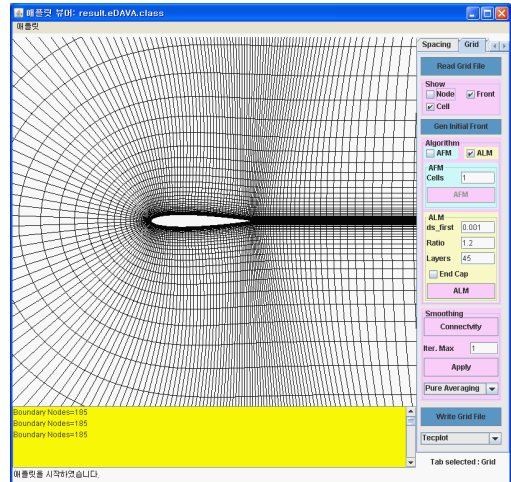 애플릿 뷰어: result.eDAVA.class
애플릿
Spacing Grid
Read Grid File
Show
Node Front
Cell
Gen Initial Front
Algorithm
AFM ALM
AFM
Cells 1
AFM
ALM
ds_first 0.001
Ratio 1.2
Layers 45
End Cap
ALM
Smoothing
Connectvity
Iter. Max 1
Apply
Pure Averaging
Boundary Nodes=185
Boundary Nodes=185
Boundary Nodes=185
Write Grid File
Tecplot
Tab selected : Grid
애플릿을 시작하였습니다.